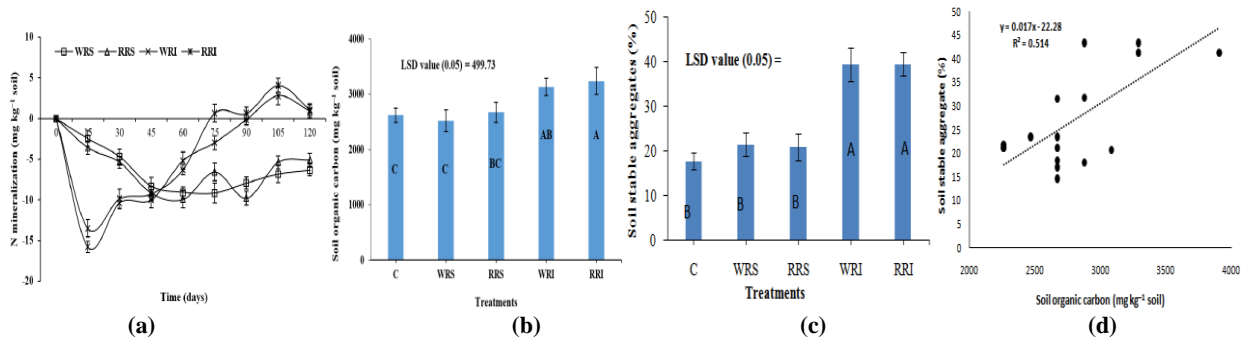 N mineralization (mg kg⁻¹ soil)
10
5
0
-5
-10
-15
-20
WRS RRS WRI RRI
0 15 30 45 60 75 90 105 120
Time (days)
(a)
Soil organic carbon (mg kg⁻¹ soil)
4000
3000
2000
1000
0
LSD value (0.05) = 499.73
C C BC AB A
C WRS RRS WRI RRI
Treatments
(b)
Soil stable aggregates (%)
50
40
30
20
10
0
LSD value (0.05) =
B B B A A
C WRS RRS WRI RRI
Treatments
(c)
Soil stable aggregate (%)
50
45
40
35
30
25
20
15
10
5
0
y = 0.017x - 22.28
R² = 0.514
2000 3000 4000
Soil organic carbon (mg kg⁻¹ soil)
(d)